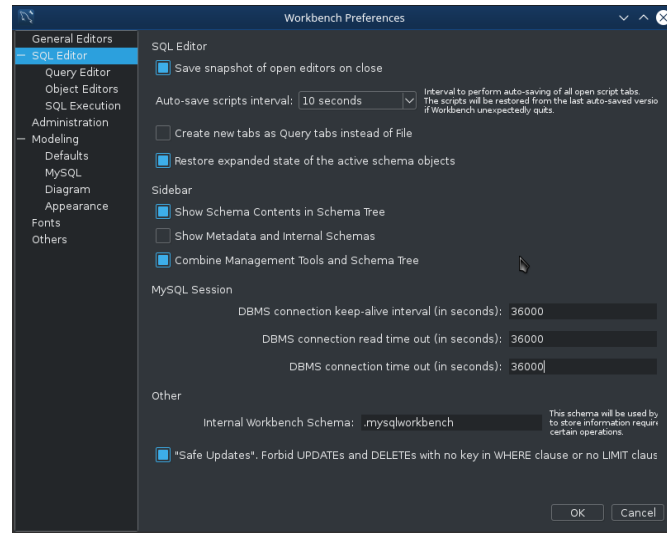 Workbench Preferences
General Editors
SQL Editor
Query Editor
Object Editors
SQL Execution
Administration
Modeling
Defaults
MySQL
Diagram
Appearance
Fonts
Others
SQL Editor
Save snapshot of open editors on close
Auto-save scripts interval: 10 seconds
Interval to perform auto-saving of all open script tabs.
The scripts will be restored from the last auto-saved versio
if Workbench unexpectedly quits.
Create new tabs as Query tabs instead of File
Restore expanded state of the active schema objects
Sidebar
Show Schema Contents in Schema Tree
Show Metadata and Internal Schemas
Combine Management Tools and Schema Tree
MySQL Session
DBMS connection keep-alive interval (in seconds): 36000
DBMS connection read time out (in seconds): 36000
DBMS connection time out (in seconds): 36000
Other
Internal Workbench Schema: .mysqlworkbench
This schema will be used by
to store information require
certain operations.
"Safe Updates". Forbid UPDATEs and DELETEs with no key in WHERE clause or no LIMIT claus
OK Cancel